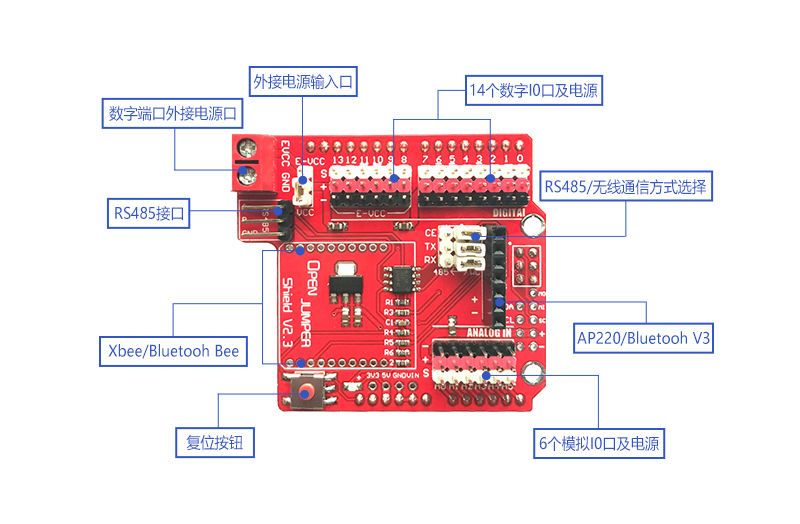 外接电源输入口
14个数字IO口及电源
数字端口外接电源口
RS485/无线通信方式选择
RS485接口
Xbee/Bluetooh Bee
AP220/Bluetooh V3
复位按钮
6个模拟IO口及电源
EVCC GND
E-VCC 13 12 11 10 9 8
7 6 5 4 3 2 1 0
S
+
-
VCC
E-VCC
DIGITAL
CE
TX
RX
485
OPEN JUMPER
Shield V2.3
R1
R3
C1
R4
R5
R6
2
+
-
ANALOG IN
-
+
S
3V3 5V GND VIN